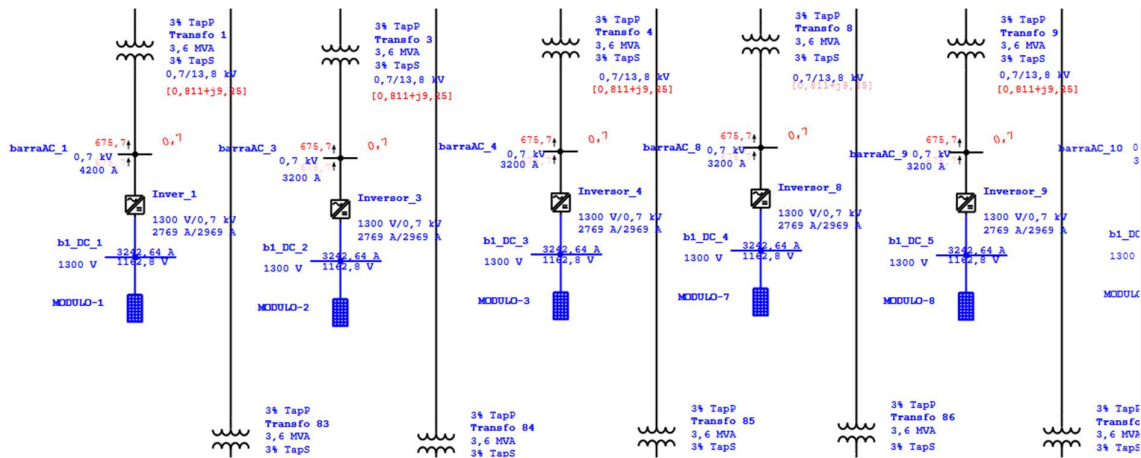 3% TapP
Transfo 1
3,6 MVA
3% TapS
0,7/13,8 kV
[0,811+j9,25]
675,7
0,7
barraAC_1
0,7 kV
4200 A
Inver_1
1300 V/0,7 kV
2769 A/2969 A
b1_DC_1
3242,64 A
1300 V
1162,8 V
MODULO-1
3% TapP
Transfo 83
3,6 MVA
3% TapS
3% TapP
Transfo 3
3,6 MVA
3% TapS
0,7/13,8 kV
[0,811+j9,25]
675,7
0,7
barraAC_3
0,7 kV
3200 A
Inversor_3
1300 V/0,7 kV
2769 A/2969 A
b1_DC_2
3242,64 A
1300 V
1162,8 V
MODULO-2
3% TapP
Transfo 84
3,6 MVA
3% TapS
3% TapP
Transfo 4
3,6 MVA
3% TapS
0,7/13,8 kV
[0,811+j9,25]
675,7
0,7
barraAC_4
0,7 kV
3200 A
Inversor_4
1300 V/0,7 kV
2769 A/2969 A
b1_DC_3
3242,64 A
1300 V
1162,8 V
MODULO-3
3% TapP
Transfo 85
3,6 MVA
3% TapS
3% TapP
Transfo 8
3,6 MVA
3% TapS
0,7/13,8 kV
[0,811+j9,25]
675,7
0,7
barraAC_8
0,7 kV
3200 A
Inversor_8
1300 V/0,7 kV
2769 A/2969 A
b1_DC_4
3242,64 A
1300 V
1162,8 V
MODULO-7
3% TapP
Transfo 86
3,6 MVA
3% TapS
3% TapP
Transfo 9
3,6 MVA
3% TapS
0,7/13,8 kV
[0,811+j9,25]
675,7
0,7
barraAC_9
0,7 kV
3200 A
Inversor_9
1300 V/0,7 kV
2769 A/2969 A
b1_DC_5
3242,64 A
1300 V
1162,8 V
MODULO-8
barraAC_10
b1_DC
1300
MODULO
3% Tap
Transfo
3,6 MVA
3% TapS